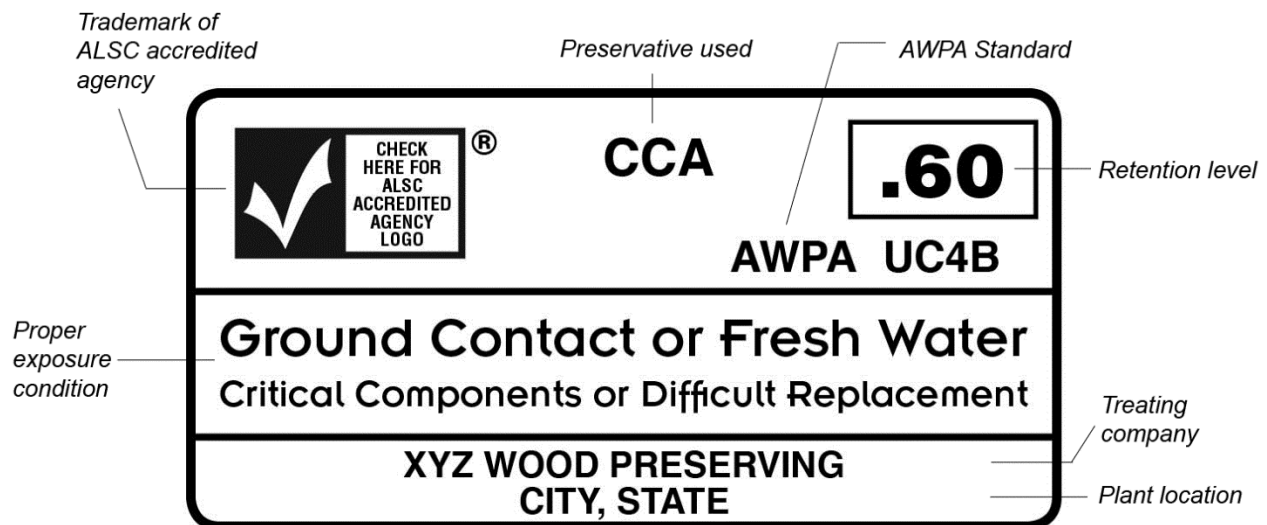 Trademark of
ALSC accredited
agency
Preservative used
AWPA Standard
CHECK
HERE FOR
ALSC
ACCREDITED
AGENCY
LOGO
®
CCA
.60
Retention level
AWPA UC4B
Proper
exposure
condition
Ground Contact or Fresh Water
Critical Components or Difficult Replacement
Treating
company
XYZ WOOD PRESERVING
CITY, STATE
Plant location